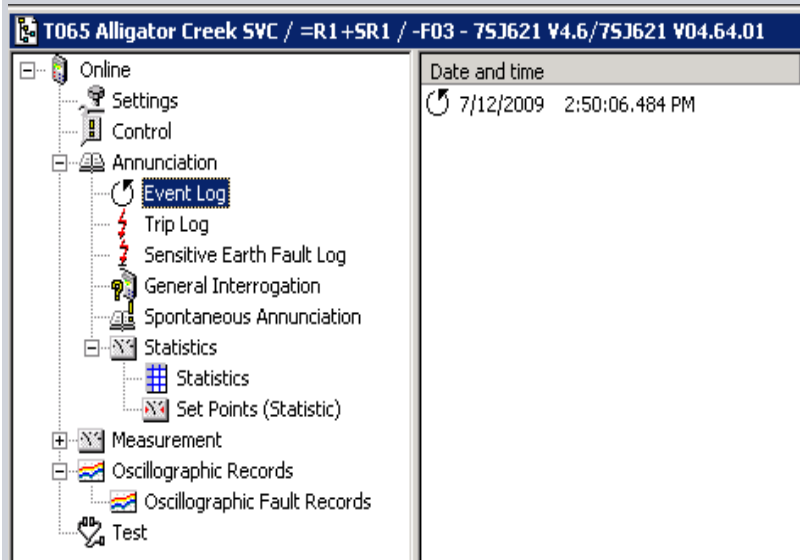 T065 Alligator Creek SVC / =R1+SR1 / -F03 - 7SJ621 V4.6/7SJ621 V04.64.01
Online
Settings
Control
Annunciation
Event Log
Trip Log
Sensitive Earth Fault Log
General Interrogation
Spontaneous Annunciation
Statistics
Statistics
Set Points (Statistic)
Measurement
Oscillographic Records
Oscillographic Fault Records
Test
Date and time
7/12/2009 2:50:06.484 PM